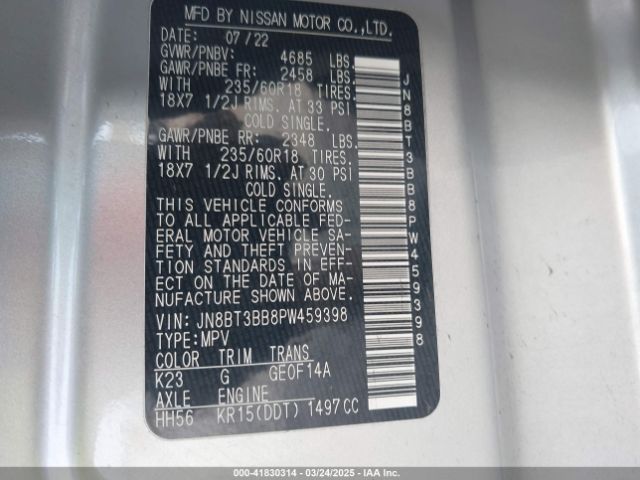 MFD BY NISSAN MOTOR CO.,LTD.
DATE: 07/22
GVWR/PNBV: 4685 LBS.
GAWR/PNBE FR: 2458 LBS.
WITH 235/60R18 TIRES.
18X7 1/2J RIMS. AT 33 PSI
COLD SINGLE.
GAWR/PNBE RR: 2348 LBS.
WITH 235/60R18 TIRES.
18X7 1/2J RIMS. AT 30 PSI
COLD SINGLE.
THIS VEHICLE CONFORMS
TO ALL APPLICABLE FED-
ERAL MOTOR VEHICLE SA-
FETY AND THEFT PREVEN-
TION STANDARDS IN EFF-
ECT ON THE DATE OF MA-
NUFACTURE SHOWN ABOVE.
VIN: JN8BT3BB8PW459398
TYPE:MPV
COLOR TRIM TRANS
K23 G GE0F14A
AXLE ENGINE
HH56 KR15(DDT) 1497CC
JN8BT3BB8PW459398
000-41830314 - 03/24/2025 - IAA Inc.